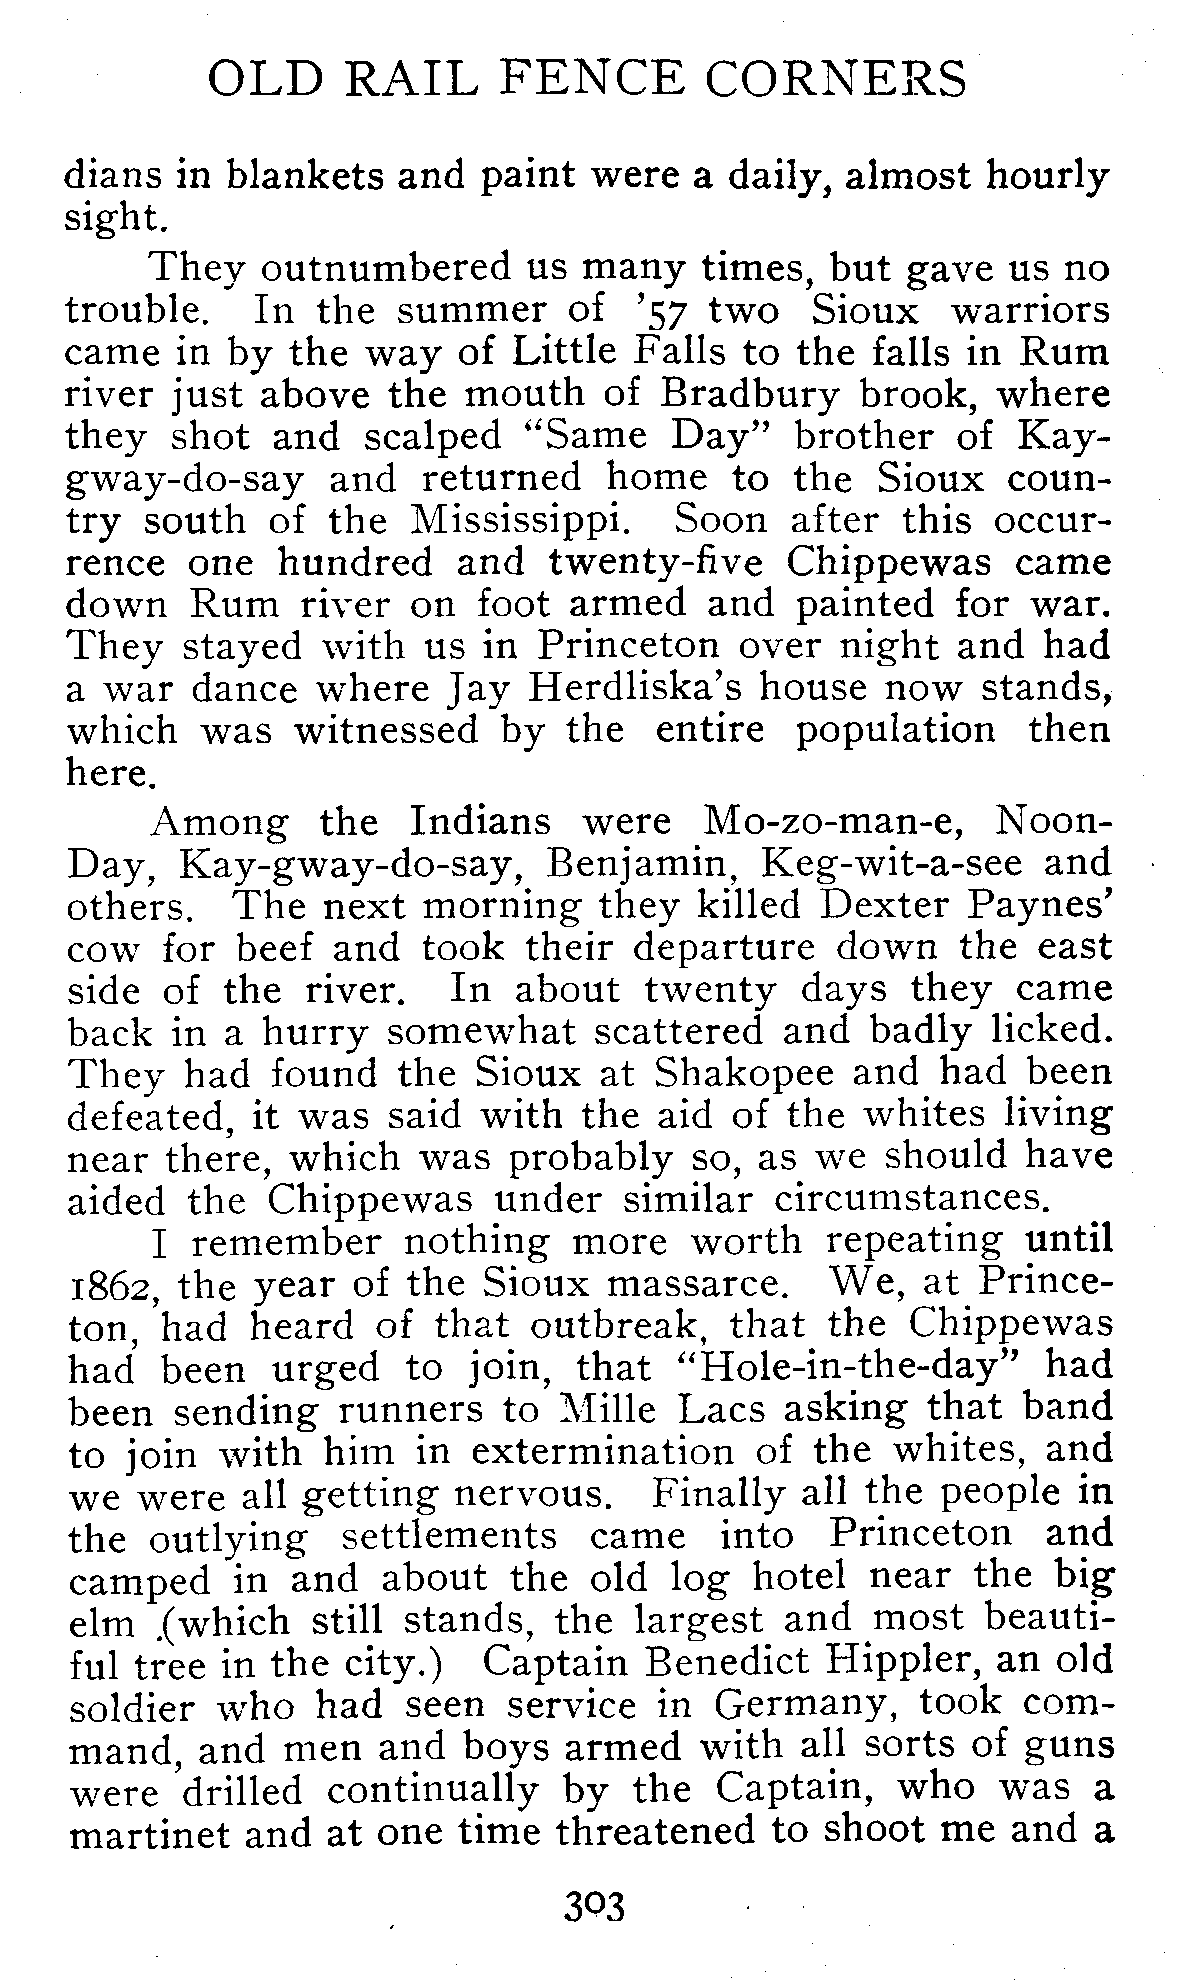 OLD RAIL FENCE CORNERS
dians in blankets and paint were a daily, almost hourly
sight.
They outnumbered us many times, but gave us no
trouble. In the summer of ’57 two Sioux warriors
came in by the way of Little Falls to the falls in Rum
river just above the mouth of Bradbury brook, where
they shot and scalped “Same Day” brother of Kay-
gway-do-say and returned home to the Sioux coun-
try south of the Mississippi. Soon after this occur-
rence one hundred and twenty-five Chippewas came
down Rum river on foot armed and painted for war.
They stayed with us in Princeton over night and had
a war dance where Jay Herdliska’s house now stands,
which was witnessed by the entire population then
here.
Among the Indians were Mo-zo-man-e, Noon-
Day, Kay-gway-do-say, Benjamin, Keg-wit-a-see and
others. The next morning they killed Dexter Paynes’
cow for beef and took their departure down the east
side of the river. In about twenty days they came
back in a hurry somewhat scattered and badly licked.
They had found the Sioux at Shakopee and had been
defeated, it was said with the aid of the whites living
near there, which was probably so, as we should have
aided the Chippewas under similar circumstances.
I remember nothing more worth repeating until
1862, the year of the Sioux massarce. We, at Prince-
ton, had heard of that outbreak, that the Chippewas
had been urged to join, that “Hole-in-the-day” had
been sending runners to Mille Lacs asking that band
to join with him in extermination of the whites, and
we were all getting nervous. Finally all the people in
the outlying settlements came into Princeton and
camped in and about the old log hotel near the big
elm (which still stands, the largest and most beauti-
ful tree in the city.) Captain Benedict Hippler, an old
soldier who had seen service in Germany, took com-
mand, and men and boys armed with all sorts of guns
were drilled continually by the Captain, who was a
martinet and at one time threatened to shoot me and a
303